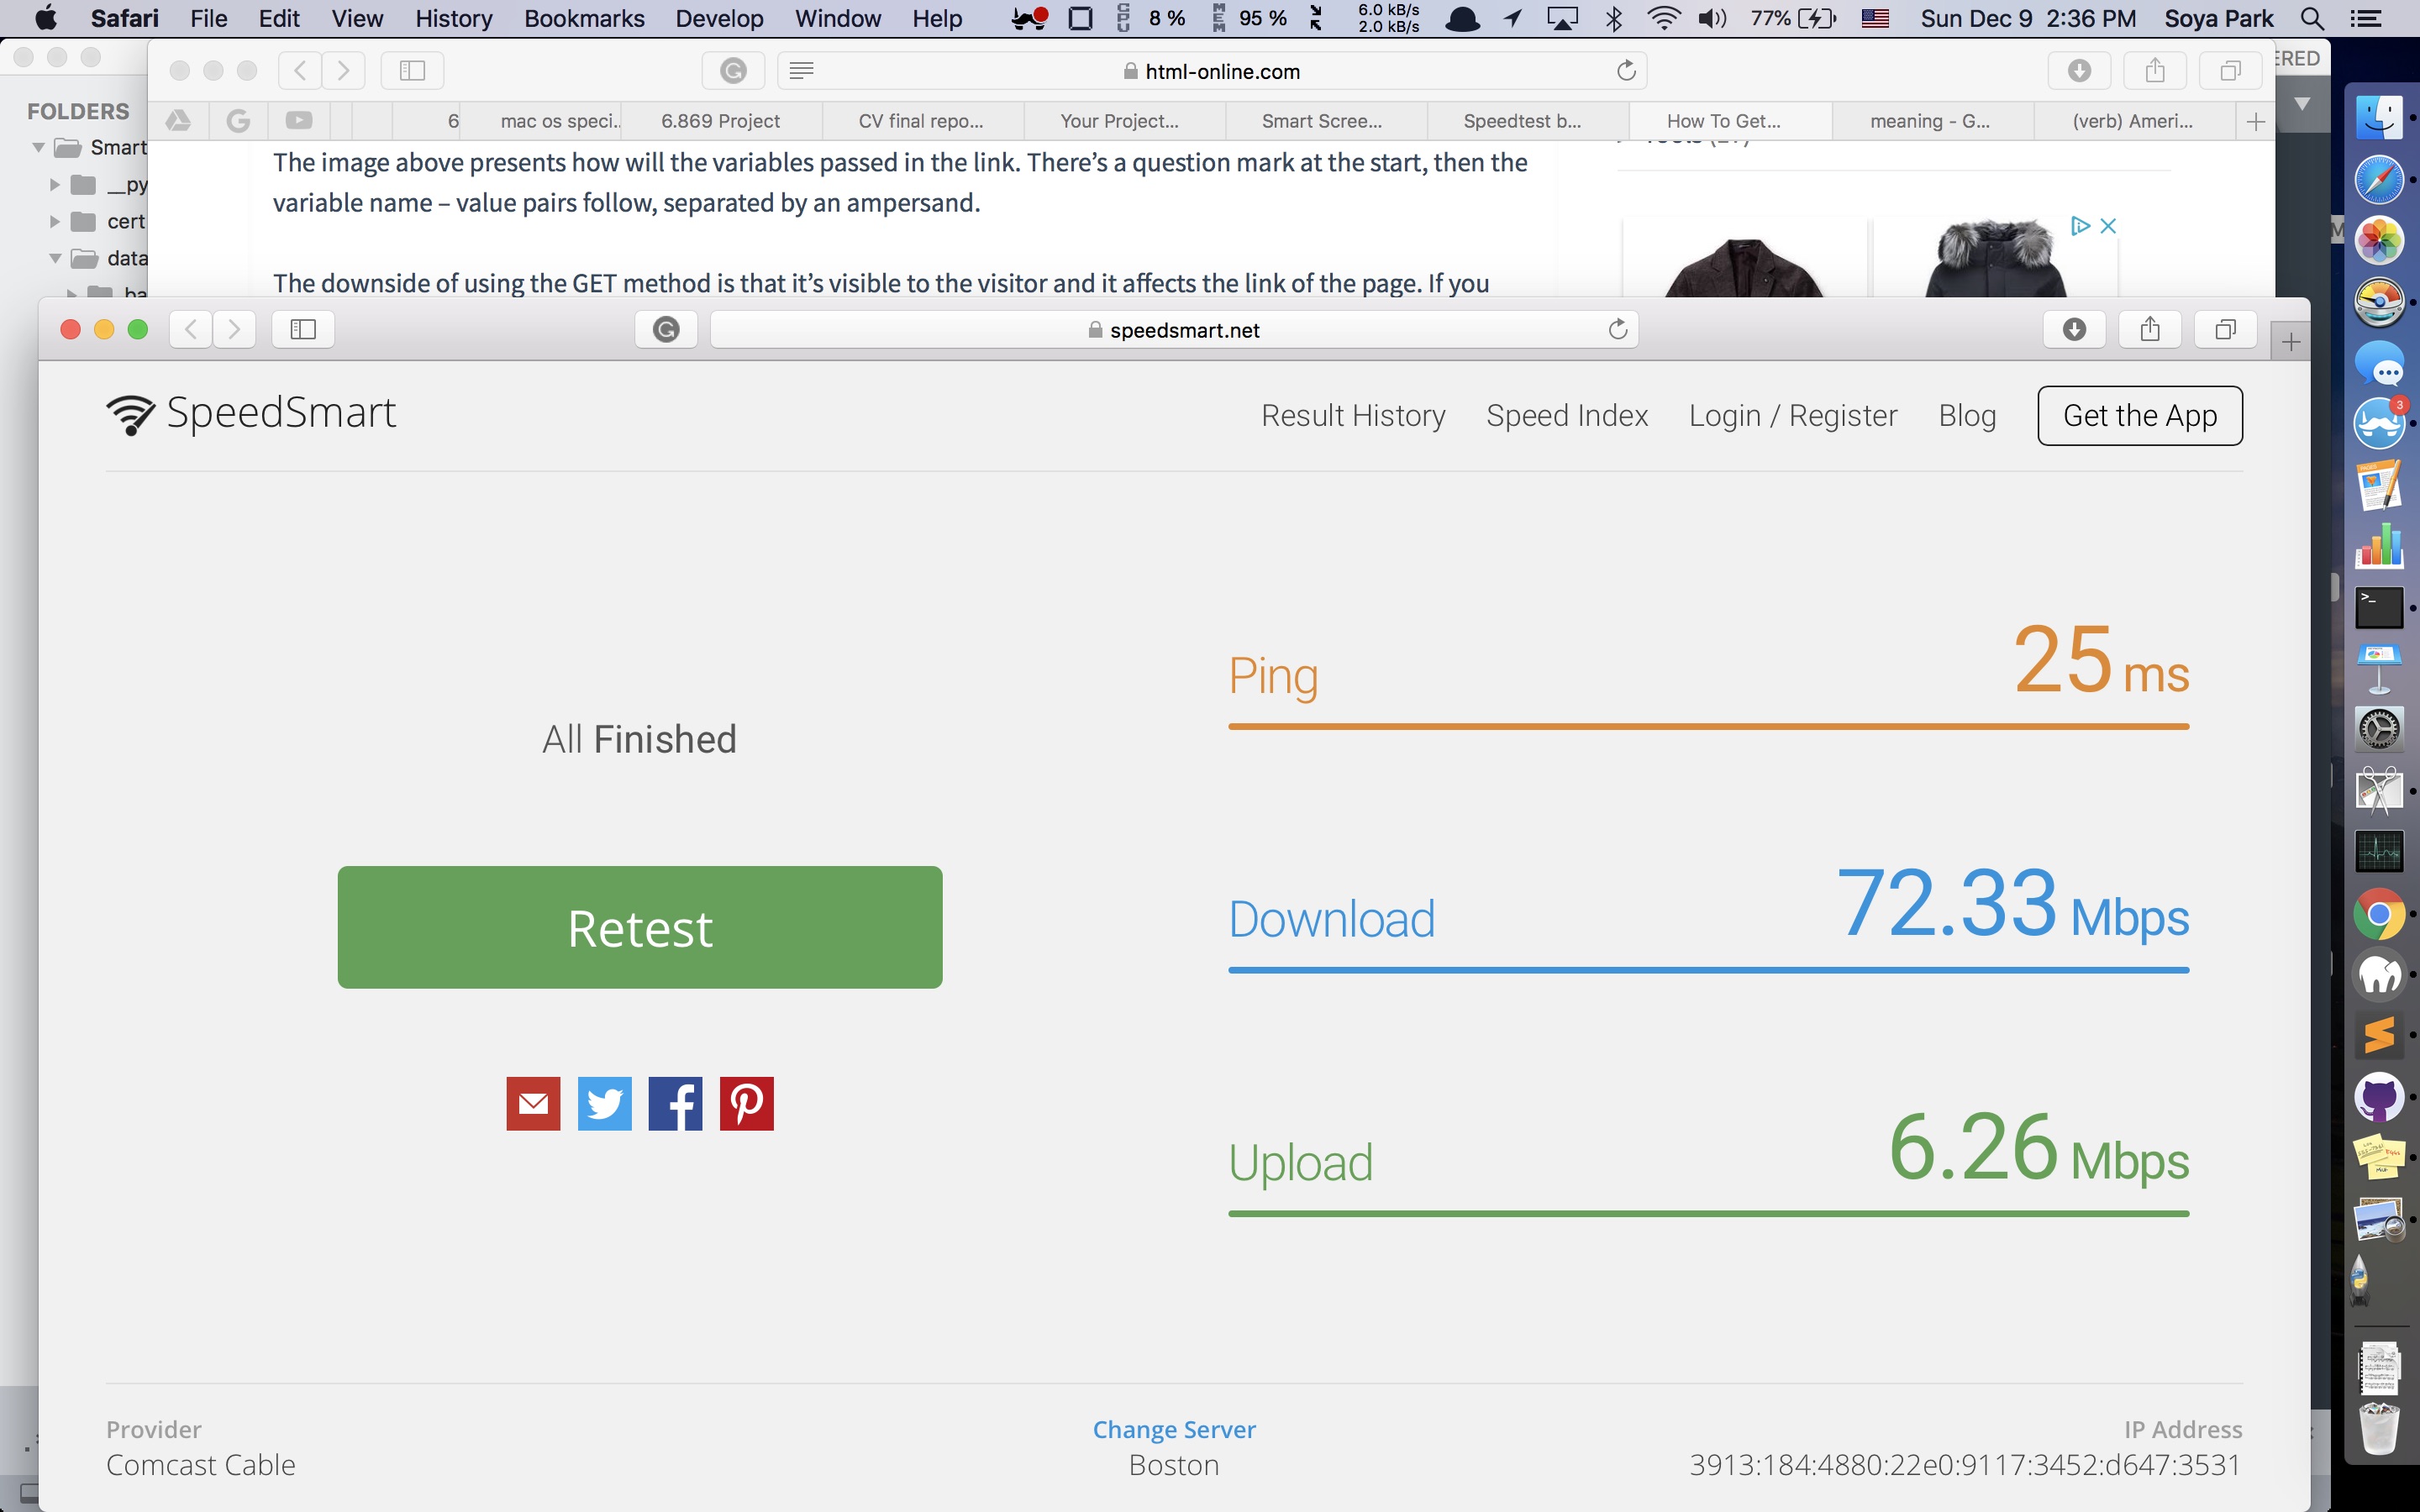 Safari File Edit View History Bookmarks Develop Window Help CPU 8 % MEM 95 % 6.0 kB/s 2.0 kB/s 77% Sun Dec 9 2:36 PM Soya Park
ERED
html-online.com
FOLDERS
6 mac os speci.. 6.869 Project CV final repo... Your Project... Smart Scree... Speedtest b... How To Get... meaning - G... (verb) Ameri...
Smart
__py
cert
data
ba
The image above presents how will the variables passed in the link. There’s a question mark at the start, then the
variable name – value pairs follow, separated by an ampersand.
The downside of using the GET method is that it’s visible to the visitor and it affects the link of the page. If you
speedsmart.net
SpeedSmart
Result History Speed Index Login / Register Blog Get the App
Ping 25 ms
All Finished
Download 72.33 Mbps
Retest
Upload 6.26 Mbps
Provider
Comcast Cable
Change Server
Boston
IP Address
3913:184:4880:22e0:9117:3452:d647:3531
3